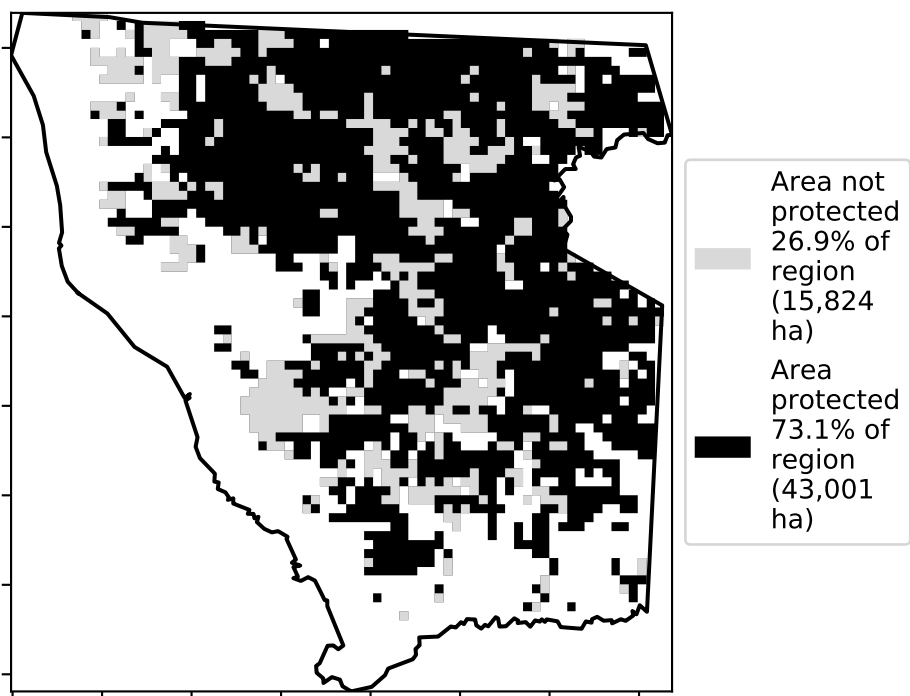 Area not
protected
26.9% of
region
(15,824
ha)
Area
protected
73.1% of
region
(43,001
ha)